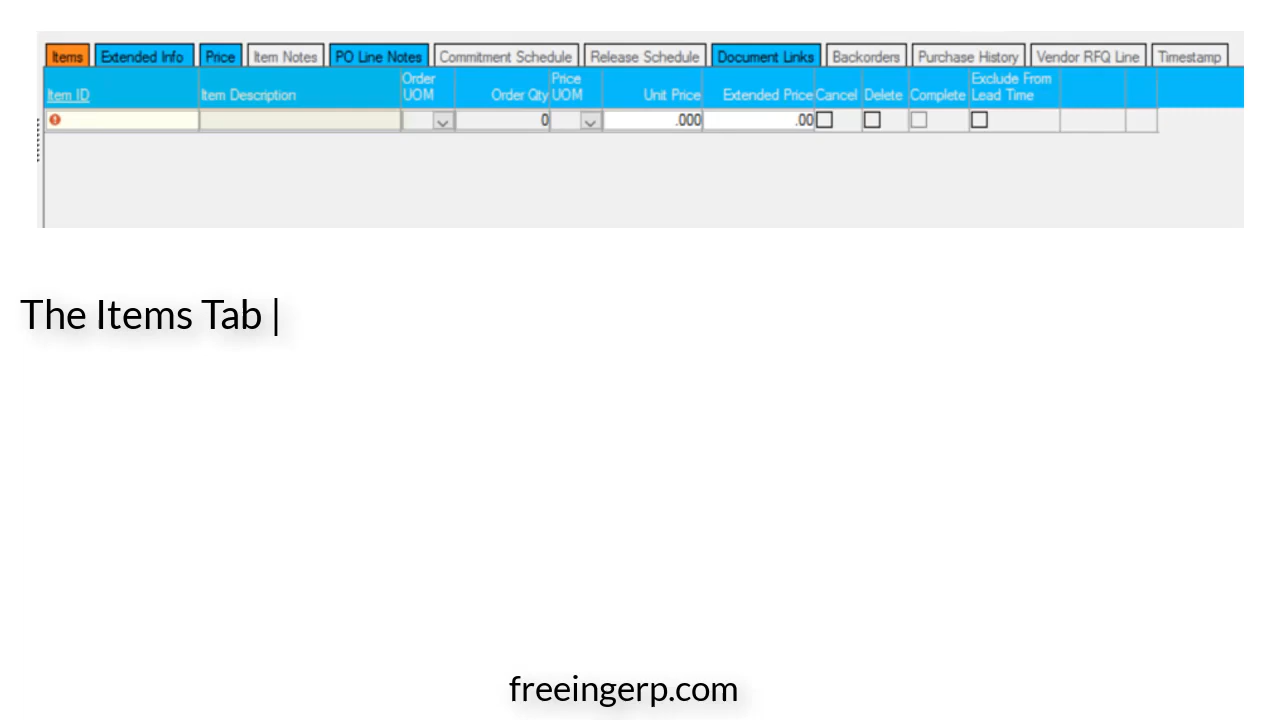 Items Extended Info Price Item Notes PO Line Notes Commitment Schedule Release Schedule Document Links Backorders Purchase History Vendor RFQ Line Timestamp
Item ID Item Description Order UOM Order Qty Price UOM Unit Price Extended Price Cancel Delete Complete Exclude From Lead Time
0 .000 .00
The Items Tab |
freeingerp.com